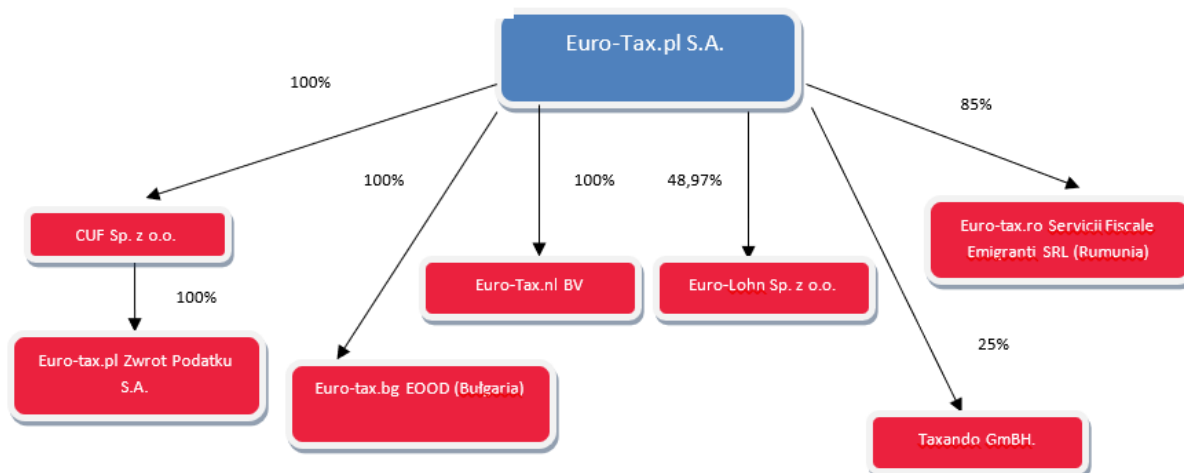 Euro-Tax.pl S.A.
100%
85%
100%
100%
48,97%
CUF Sp. z o.o.
Euro-tax.ro Servicii Fiscale
Emigranti SRL (Rumunia)
Euro-Tax.nl BV
Euro-Lohn Sp. z o.o.
100%
25%
Euro-tax.pl Zwrot Podatku
S.A.
Euro-tax.bg EOOD (Bułgaria)
Taxando GmBH.